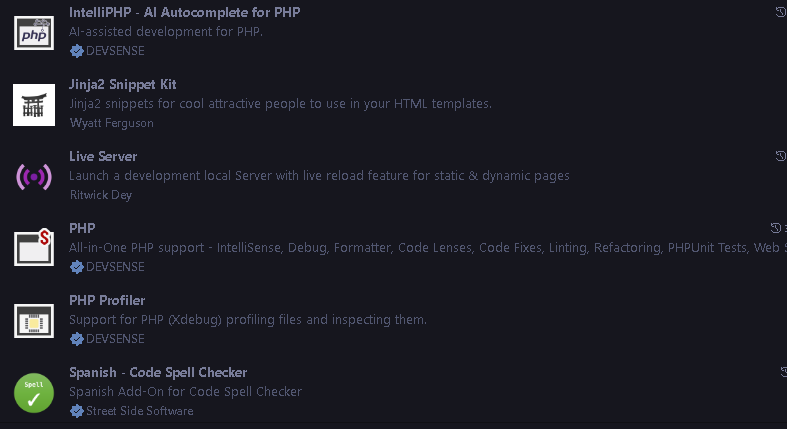 IntelliPHP - AI Autocomplete for PHP
php
AI-assisted development for PHP.
DEVSENSE
Jinja2 Snippet Kit
Jinja2 snippets for cool attractive people to use in your HTML templates.
Wyatt Ferguson
Live Server
Launch a development local Server with live reload feature for static & dynamic pages
Ritwick Dey
PHP
All-in-One PHP support - IntelliSense, Debug, Formatter, Code Lenses, Code Fixes, Linting, Refactoring, PHPUnit Tests, Web
DEVSENSE
PHP Profiler
Support for PHP (Xdebug) profiling files and inspecting them.
DEVSENSE
Spanish - Code Spell Checker
Spell
Spanish Add-On for Code Spell Checker
Street Side Software